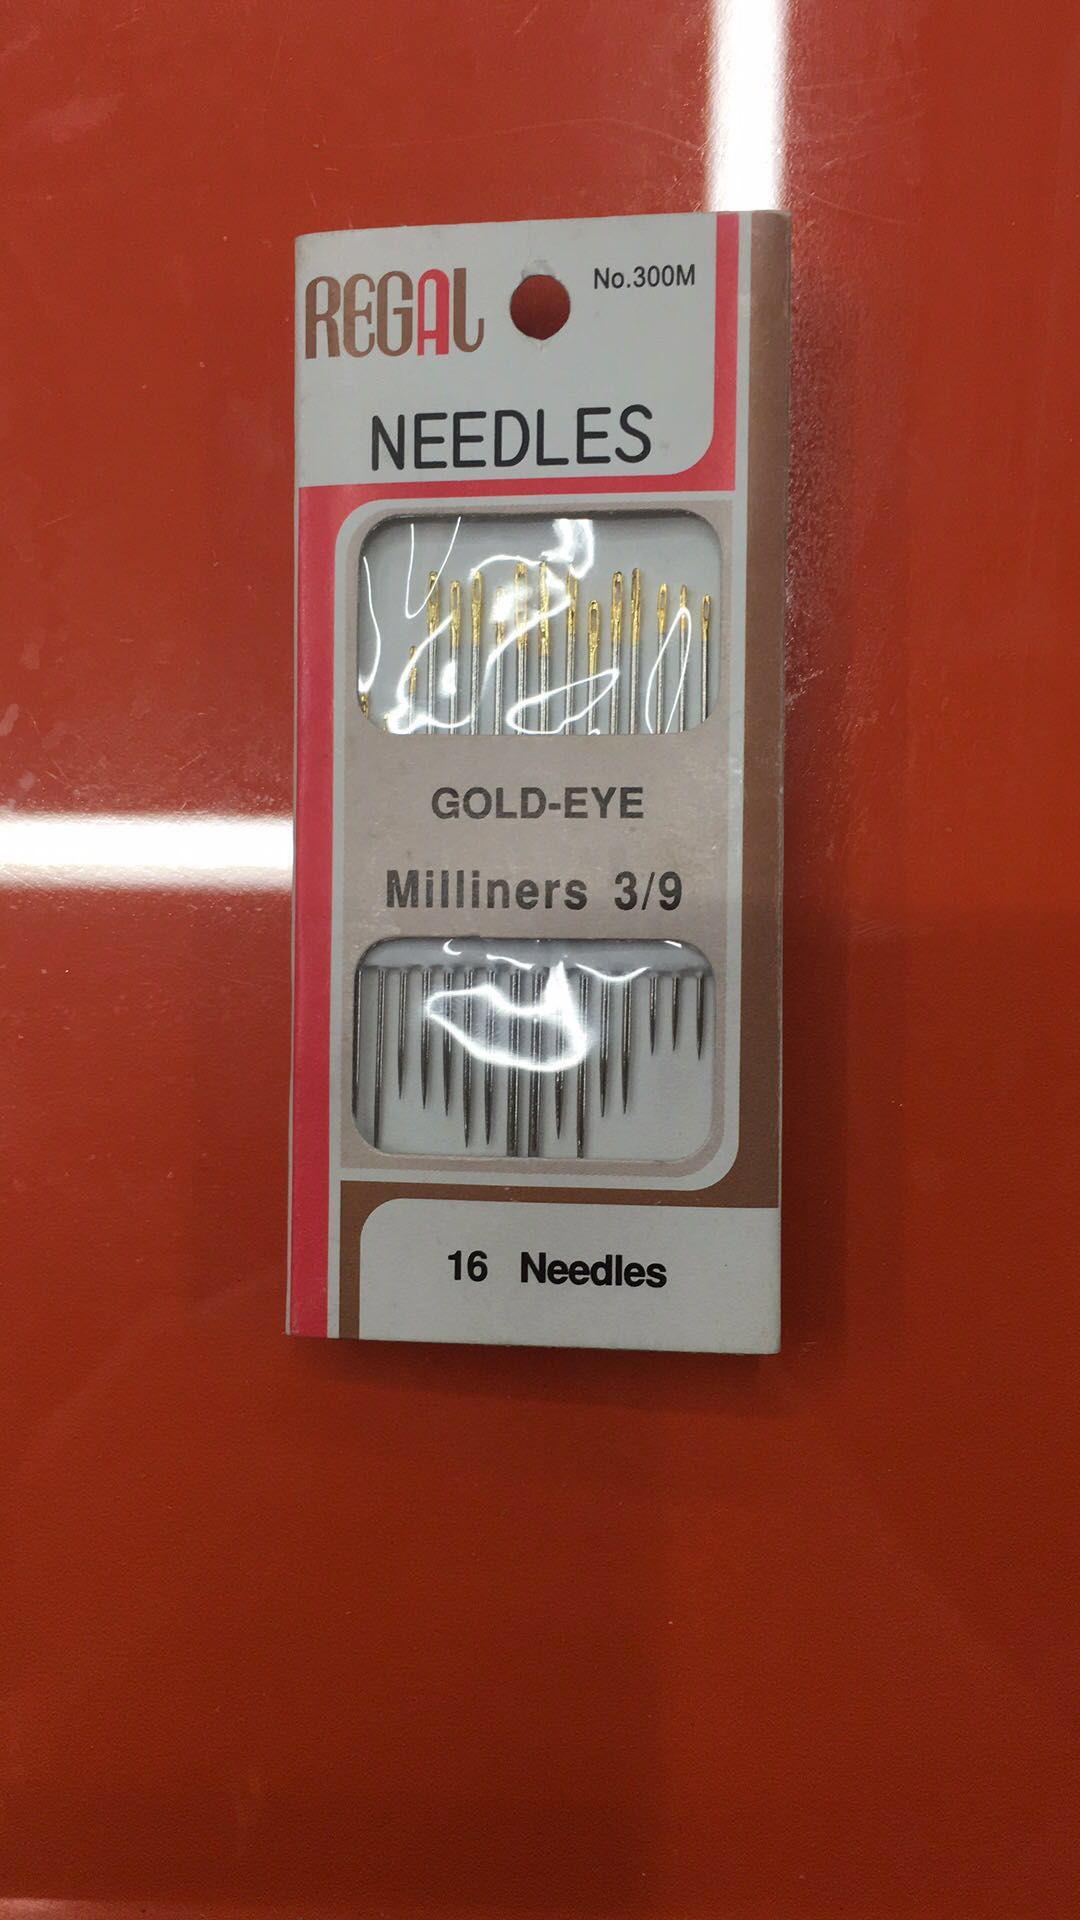 REGAL
No.300M
NEEDLES
GOLD-EYE
Milliners 3/9
16 Needles